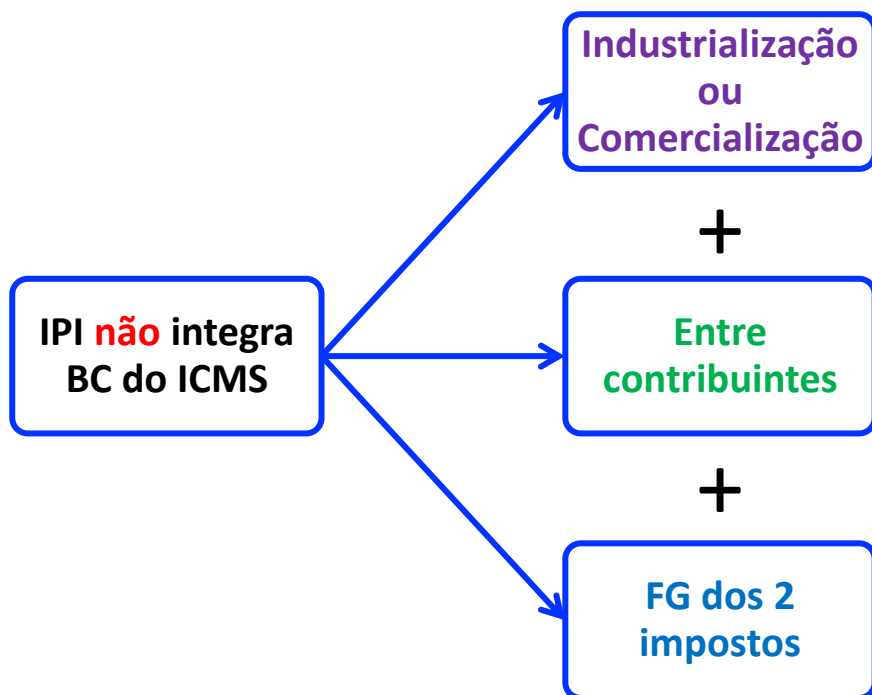 Industrialização
ou
Comercialização
+
IPI não integra
BC do ICMS
Entre
contribuintes
+
FG dos 2
impostos